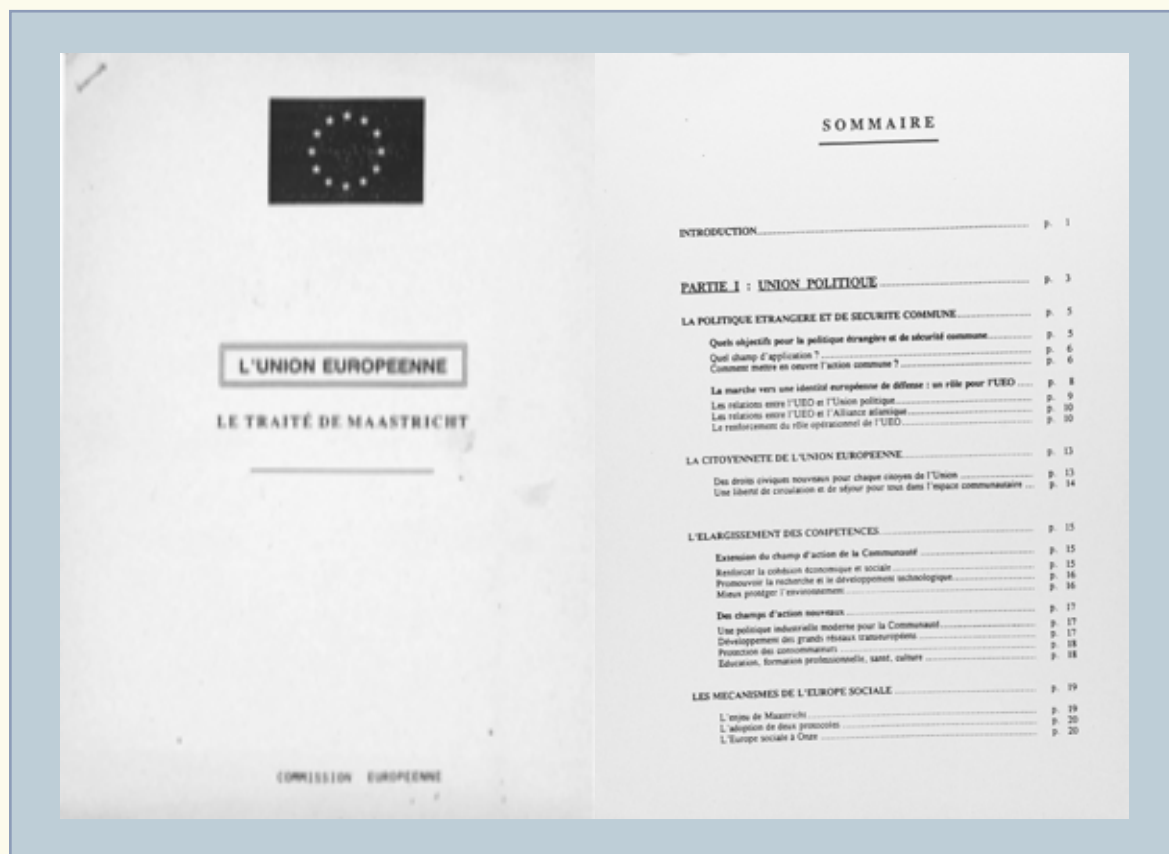 L'UNION EUROPEENNE
LE TRAITÉ DE MAASTRICHT
COMMISSION EUROPEENNE
SOMMAIRE
INTRODUCTION p. 1
PARTIE I : UNION POLITIQUE p. 3
LA POLITIQUE ETRANGERE ET DE SECURITE COMMUNE p. 5
Quels objectifs pour la politique étrangère et de sécurité commune p. 5
Quel champ d'application ? p. 6
Comment mettre en oeuvre l'action commune ? p. 6
La marche vers une identité européenne de défense : un rôle pour l'UEO p. 8
Les relations entre l'UEO et l'Union politique p. 9
Les relations entre l'UEO et l'Alliance atlantique p. 10
Le renforcement du rôle opérationnel de l'UEO p. 10
LA CITOYENNETE DE L'UNION EUROPEENNE p. 13
Des droits civiques nouveaux pour chaque citoyen de l'Union p. 13
Une liberté de circulation et de séjour pour tous dans l'espace communautaire ... p. 14
L'ELARGISSEMENT DES COMPETENCES p. 15
Extension du champ d'action de la Communauté p. 15
Renforcer la cohésion économique et sociale p. 15
Promouvoir la recherche et le développement technologique p. 16
Mieux protéger l'environnement p. 16
Des champs d'action nouveaux p. 17
Une politique industrielle moderne pour la Communauté p. 17
Développement des grands réseaux transeuropéens p. 17
Protection des consommateurs p. 18
Education, formation professionnelle, santé, culture p. 18
LES MECANISMES DE L'EUROPE SOCIALE p. 19
L'enjeu de Maastricht p. 19
L'adoption de deux protocoles p. 20
L'Europe sociale à Onze p. 20